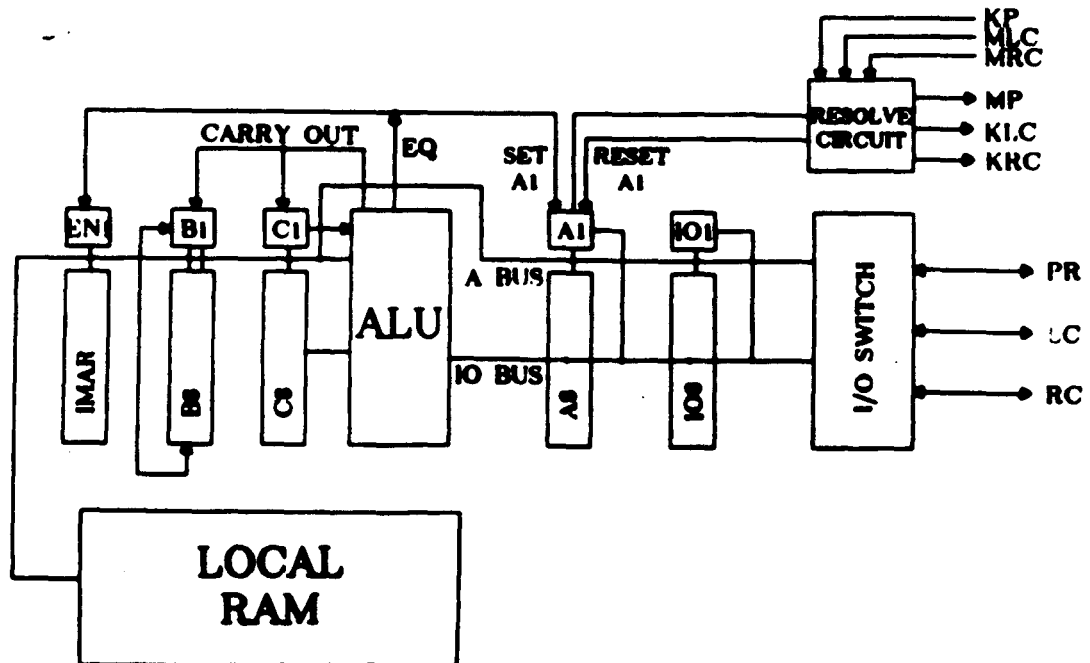 KP
MLC
MRC
RESOLVE
CIRCUIT
MP
KLC
KRC
CARRY OUT
EQ
SET
A1
RESET
A1
EN1
B1
C1
A1
IO1
A BUS
ALU
IO BUS
IMAR
B8
C8
A8
IO8
I/O SWITCH
PR
RC
LOCAL
RAM